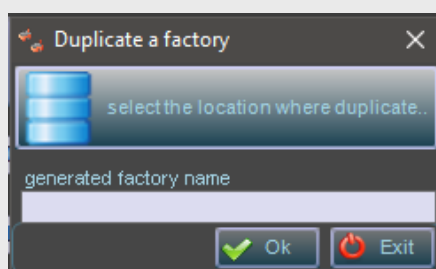 Duplicate a factory
select the location where duplicate..
generated factory name
Ok Exit